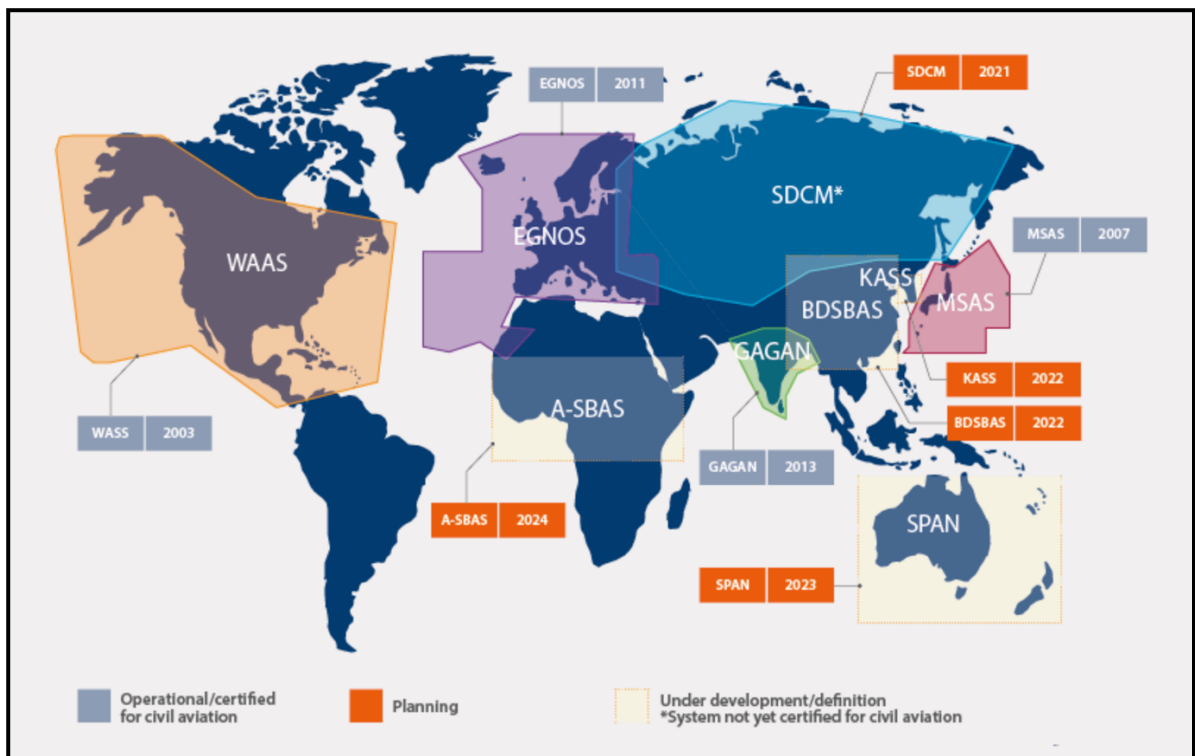 EGNOS 2011
SDCM 2021
SDCM*
MSAS 2007
EGNOS
WAAS
KASS
BDSBAS
MSAS
GAGAN
KASS 2022
A-SBAS
BDSBAS 2022
WASS 2003
GAGAN 2013
A-SBAS 2024
SPAN
SPAN 2023
Operational/certified
for civil aviation
Planning
Under development/definition
*System not yet certified for civil aviation